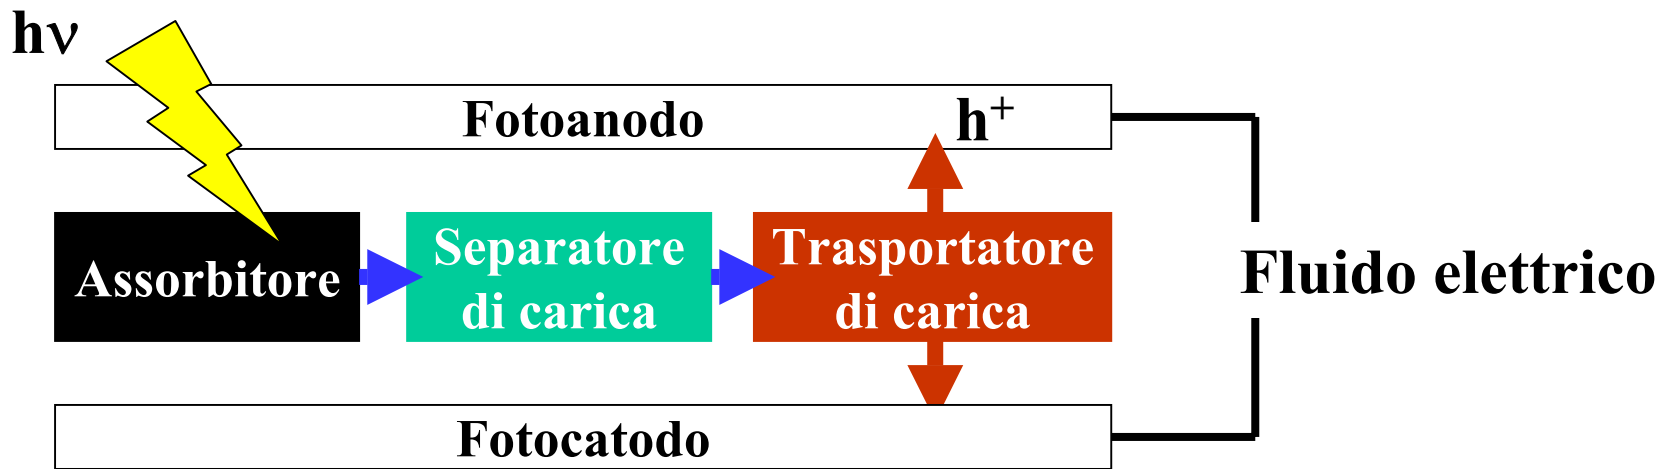 hν
Fotoanodo h⁺
Assorbitore
Separatore
di carica
Trasportatore
di carica
Fluido elettrico
Fotocatodo